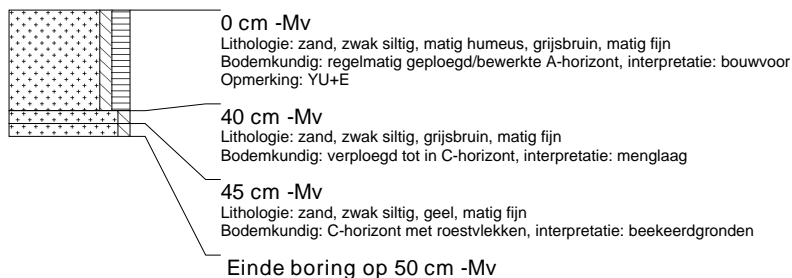 0 cm -Mv
Lithologie: zand, zwak siltig, matig humeus, grijsbruin, matig fijn
Bodemkundig: regelmatig geploegd/bewerkte A-horizont, interpretatie: bouwvoor
Opmerking: YU+E
40 cm -Mv
Lithologie: zand, zwak siltig, grijsbruin, matig fijn
Bodemkundig: verploegd tot in C-horizont, interpretatie: menglaag
45 cm -Mv
Lithologie: zand, zwak siltig, geel, matig fijn
Bodemkundig: C-horizont met roestvlekken, interpretatie: beekeerdgronden
Einde boring op 50 cm -Mv